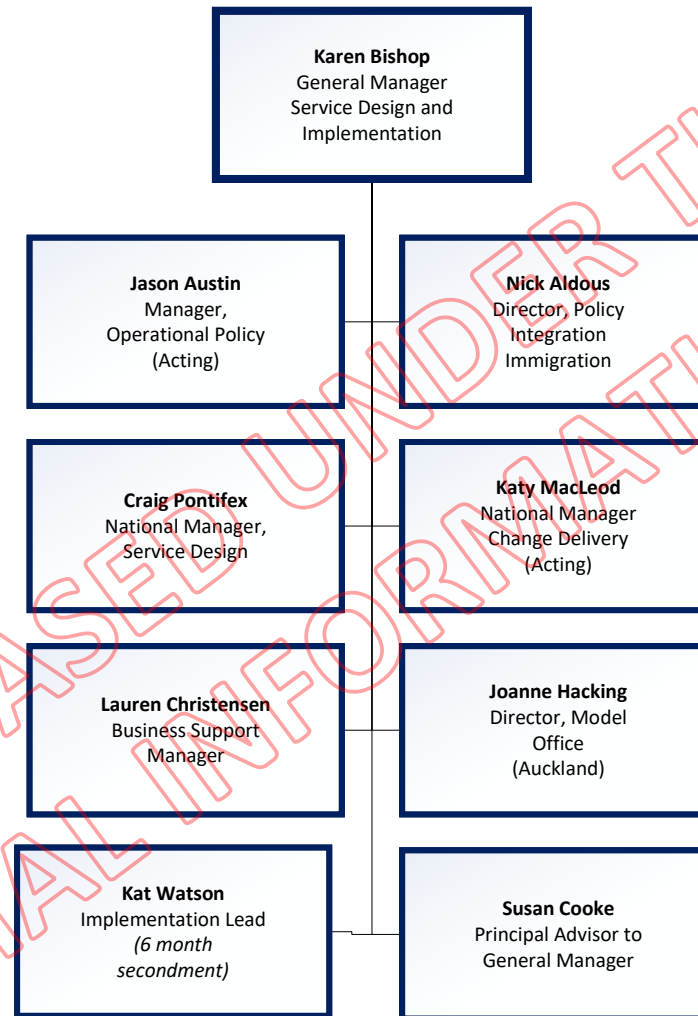 Karen Bishop
General Manager
Service Design and
Implementation
Jason Austin
Manager,
Operational Policy
(Acting)
Nick Aldous
Director, Policy
Integration
Immigration
Craig Pontifex
National Manager,
Service Design
Katy MacLeod
National Manager
Change Delivery
(Acting)
Lauren Christensen
Business Support
Manager
Joanne Hacking
Director, Model
Office
(Auckland)
Kat Watson
Implementation Lead
(6 month
secondment)
Susan Cooke
Principal Advisor to
General Manager
ASED UNDER